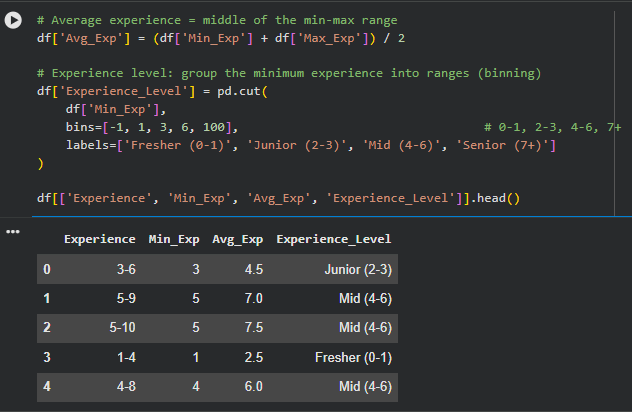 # Average experience = middle of the min-max range
df['Avg_Exp'] = (df['Min_Exp'] + df['Max_Exp']) / 2
# Experience level: group the minimum experience into ranges (binning)
df['Experience_Level'] = pd.cut(
    df['Min_Exp'],
    bins=[-1, 1, 3, 6, 100],                                  # 0-1, 2-3, 4-6, 7+
    labels=['Fresher (0-1)', 'Junior (2-3)', 'Mid (4-6)', 'Senior (7+)']
)
df[['Experience', 'Min_Exp', 'Avg_Exp', 'Experience_Level']].head()
Experience Min_Exp Avg_Exp Experience_Level
0 3-6 3 4.5 Junior (2-3)
1 5-9 5 7.0 Mid (4-6)
2 5-10 5 7.5 Mid (4-6)
3 1-4 1 2.5 Fresher (0-1)
4 4-8 4 6.0 Mid (4-6)